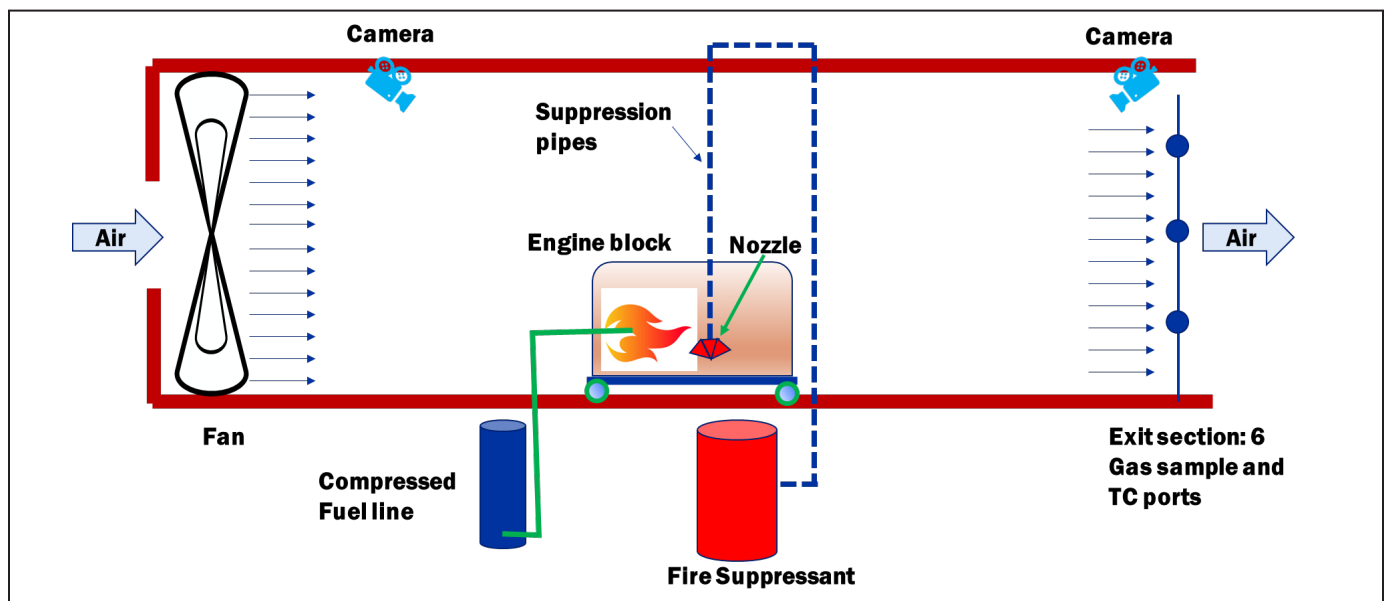 Camera
Camera
Suppression
pipes
Air
Engine block
Nozzle
Air
Fan
Compressed
Fuel line
Fire Suppressant
Exit section: 6
Gas sample and
TC ports